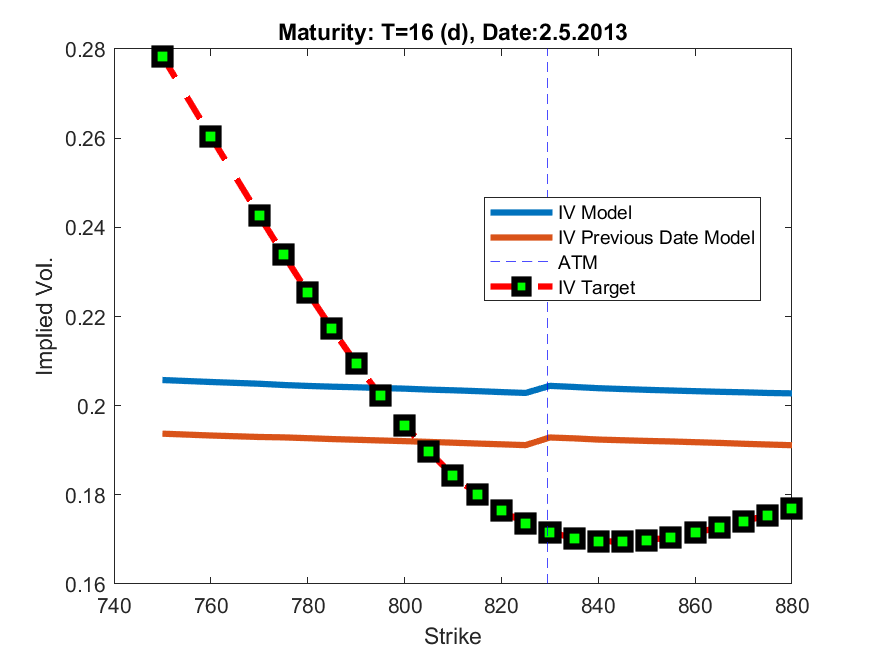 Maturity: T=16 (d), Date:2.5.2013
0.28
0.26
0.24
0.22
0.2
0.18
0.16
Implied Vol.
IV Model
IV Previous Date Model
ATM
IV Target
740
760
780
800
820
840
860
880
Strike